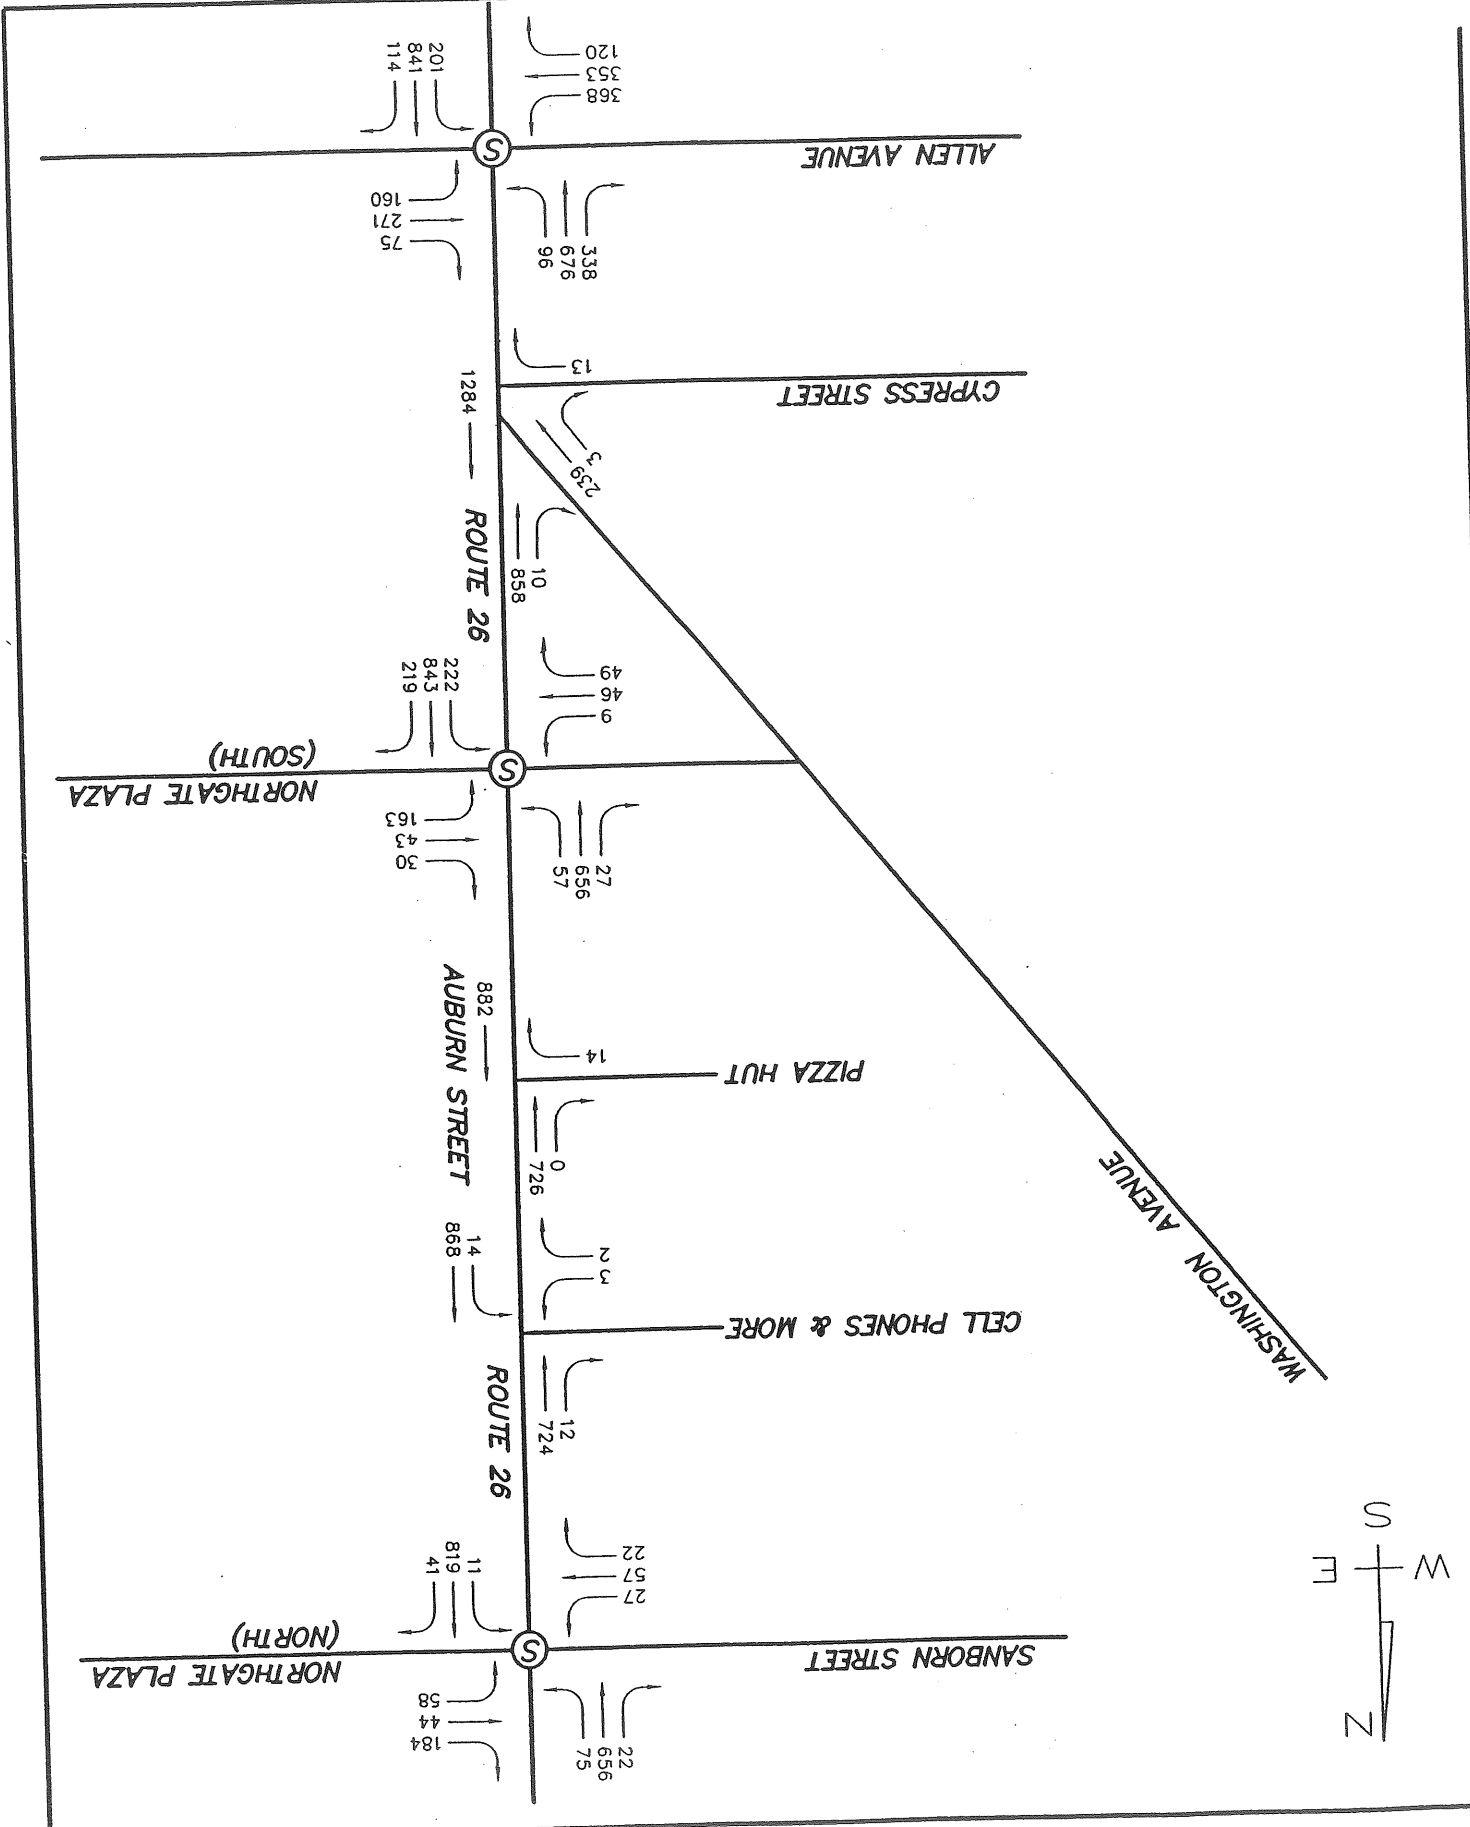 N
W
E
S
22
656
75
184
44
58
SANBORN STREET
NORTHGATE PLAZA
(NORTH)
27
57
22
11
819
41
ROUTE 26
12
724
CELL PHONES & MORE
3
2
14
868
0
726
PIZZA HUT
14
882
AUBURN STREET
WASHINGTON AVENUE
27
656
57
30
43
163
NORTHGATE PLAZA
(SOUTH)
9
46
49
222
843
219
ROUTE 26
10
858
239
3
1284
CYPRESS STREET
13
338
676
96
75
271
160
ALLEN AVENUE
S
S
S
368
353
120
201
841
114